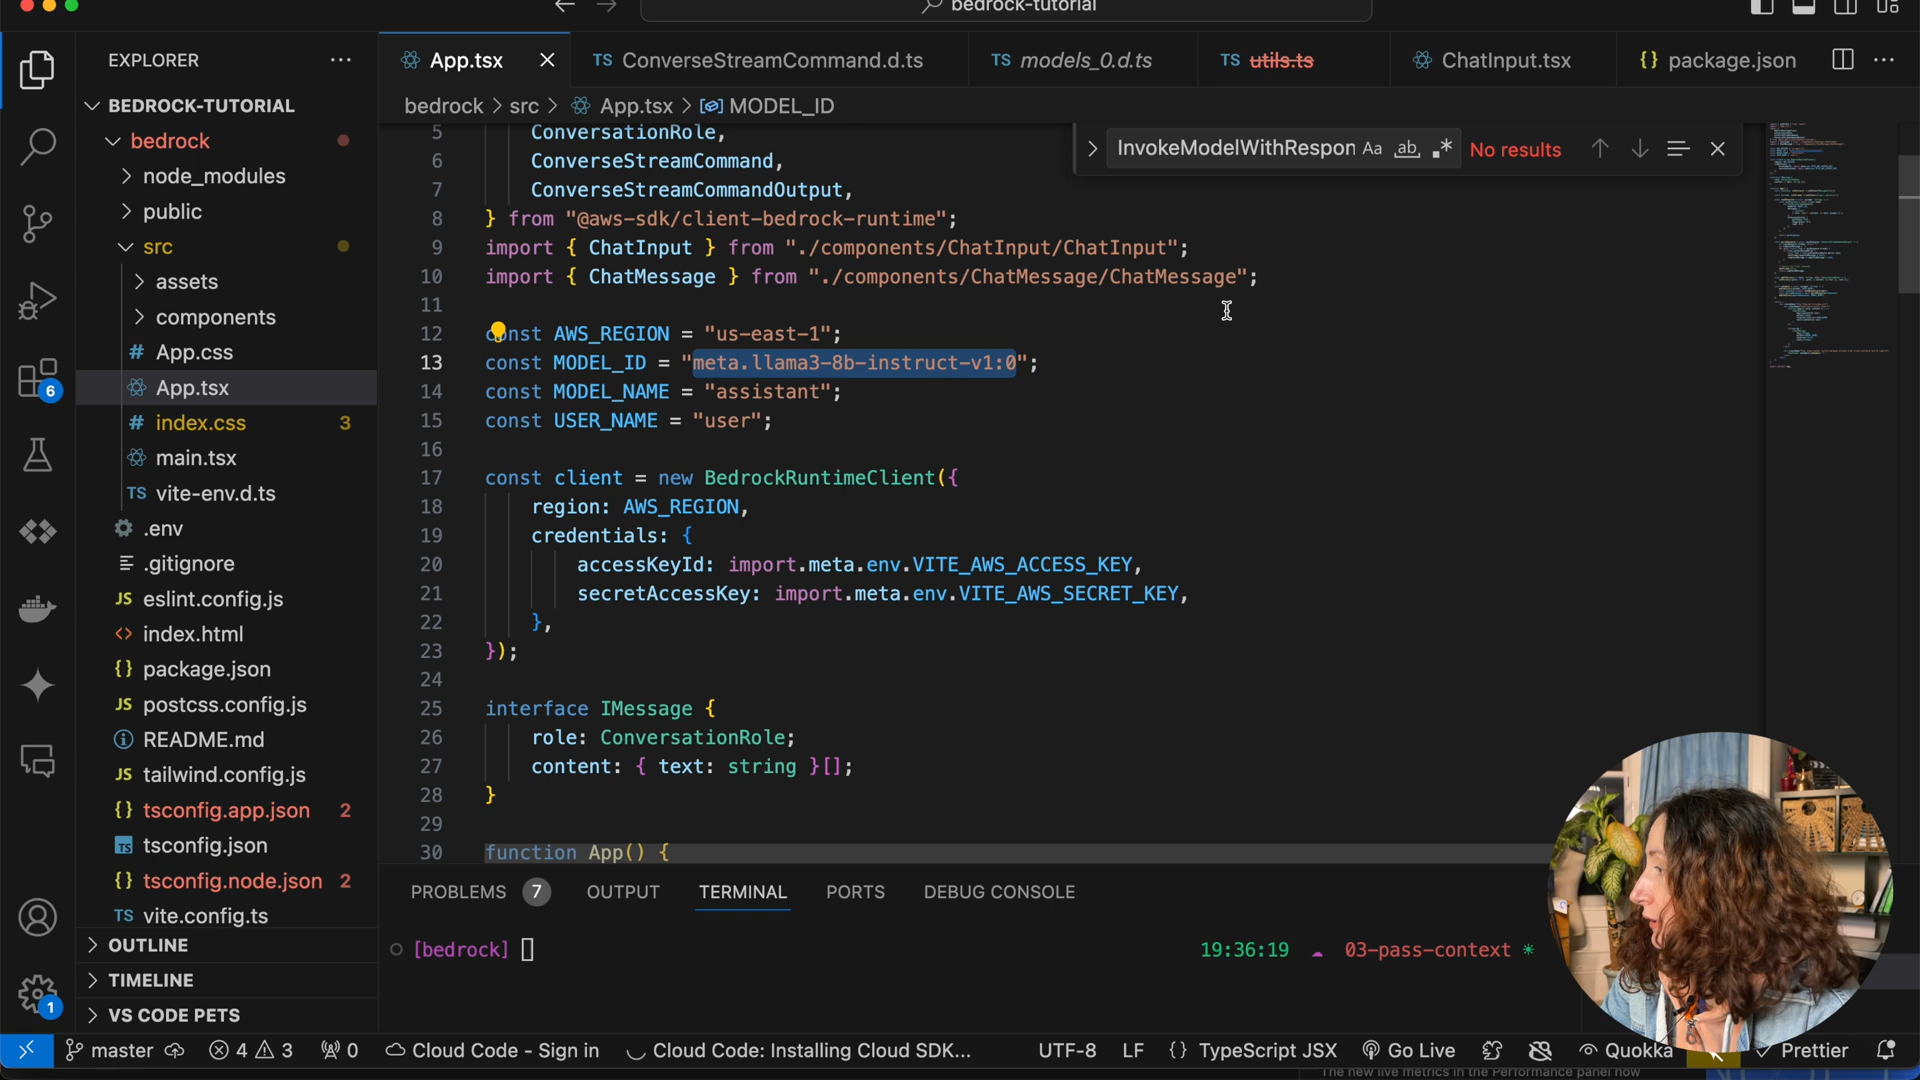 bedrock-tutorial
EXPLORER
BEDROCK-TUTORIAL
bedrock
node_modules
public
src
assets
components
App.css
App.tsx
index.css 3
main.tsx
TS vite-env.d.ts
.env
.gitignore
JS eslint.config.js
index.html
package.json
JS postcss.config.js
README.md
JS tailwind.config.js
tsconfig.app.json 2
tsconfig.json
tsconfig.node.json 2
TS vite.config.ts
OUTLINE
TIMELINE
VS CODE PETS
6
1
App.tsx
TS ConverseStreamCommand.d.ts
TS models_0.d.ts
TS utils.ts
ChatInput.tsx
package.json
bedrock > src > App.tsx > MODEL_ID
InvokeModelWithRespon Aa ab .* No results
5 ConversationRole,
6 ConverseStreamCommand,
7 ConverseStreamCommandOutput,
8 } from "@aws-sdk/client-bedrock-runtime";
9 import { ChatInput } from "./components/ChatInput/ChatInput";
10 import { ChatMessage } from "./components/ChatMessage/ChatMessage";
11
12 const AWS_REGION = "us-east-1";
13 const MODEL_ID = "meta.llama3-8b-instruct-v1:0";
14 const MODEL_NAME = "assistant";
15 const USER_NAME = "user";
16
17 const client = new BedrockRuntimeClient({
18 region: AWS_REGION,
19 credentials: {
20 accessKeyId: import.meta.env.VITE_AWS_ACCESS_KEY,
21 secretAccessKey: import.meta.env.VITE_AWS_SECRET_KEY,
22 },
23 });
24
25 interface IMessage {
26 role: ConversationRole;
27 content: { text: string }[];
28 }
29
30 function App() {
PROBLEMS 7 OUTPUT TERMINAL PORTS DEBUG CONSOLE
[bedrock] 19:36:19 03-pass-context *
master 4 3 0 Cloud Code - Sign in Cloud Code: Installing Cloud SDK... UTF-8 LF {} TypeScript JSX Go Live Quokka Prettier
The new live metrics in the Performance panel now